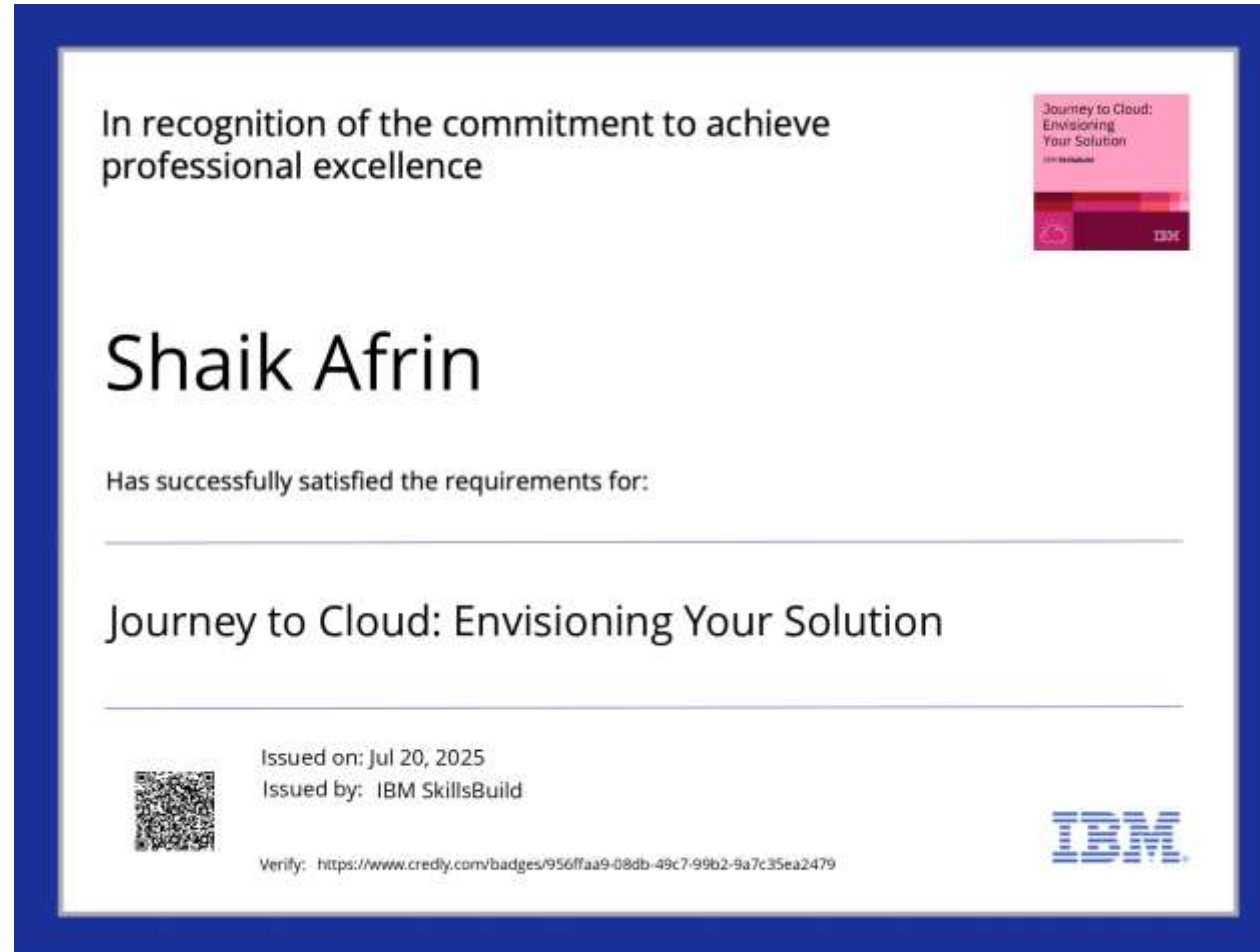 In recognition of the commitment to achieve
professional excellence
Journey to Cloud:
Envisioning
Your Solution
IBM SkillsBuild
IBM
Shaik Afrin
Has successfully satisfied the requirements for:
Journey to Cloud: Envisioning Your Solution
Issued on: Jul 20, 2025
Issued by: IBM SkillsBuild
Verify: https://www.credly.com/badges/956ffaa9-08db-49c7-99b2-9a7c35ea2479
IBM.